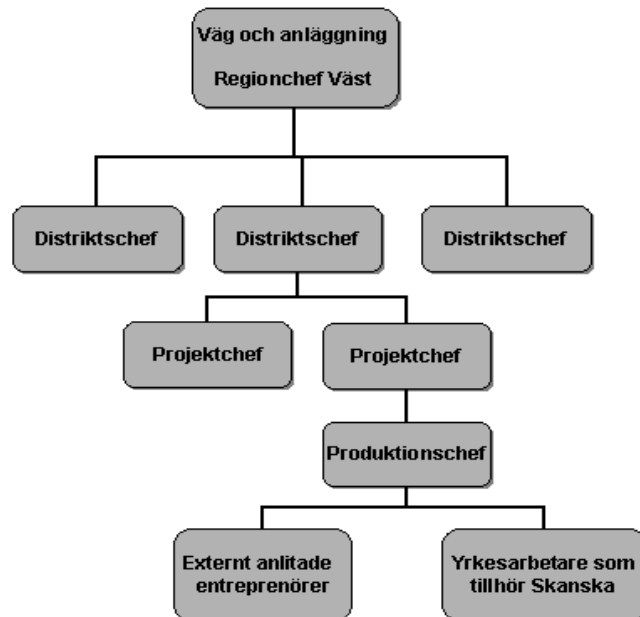 Väg och anläggning
Regionchef Väst
Distriktschef
Distriktschef
Distriktschef
Projektchef
Projektchef
Produktionschef
Externt anlitade
entreprenörer
Yrkesarbetare som
tillhör Skanska